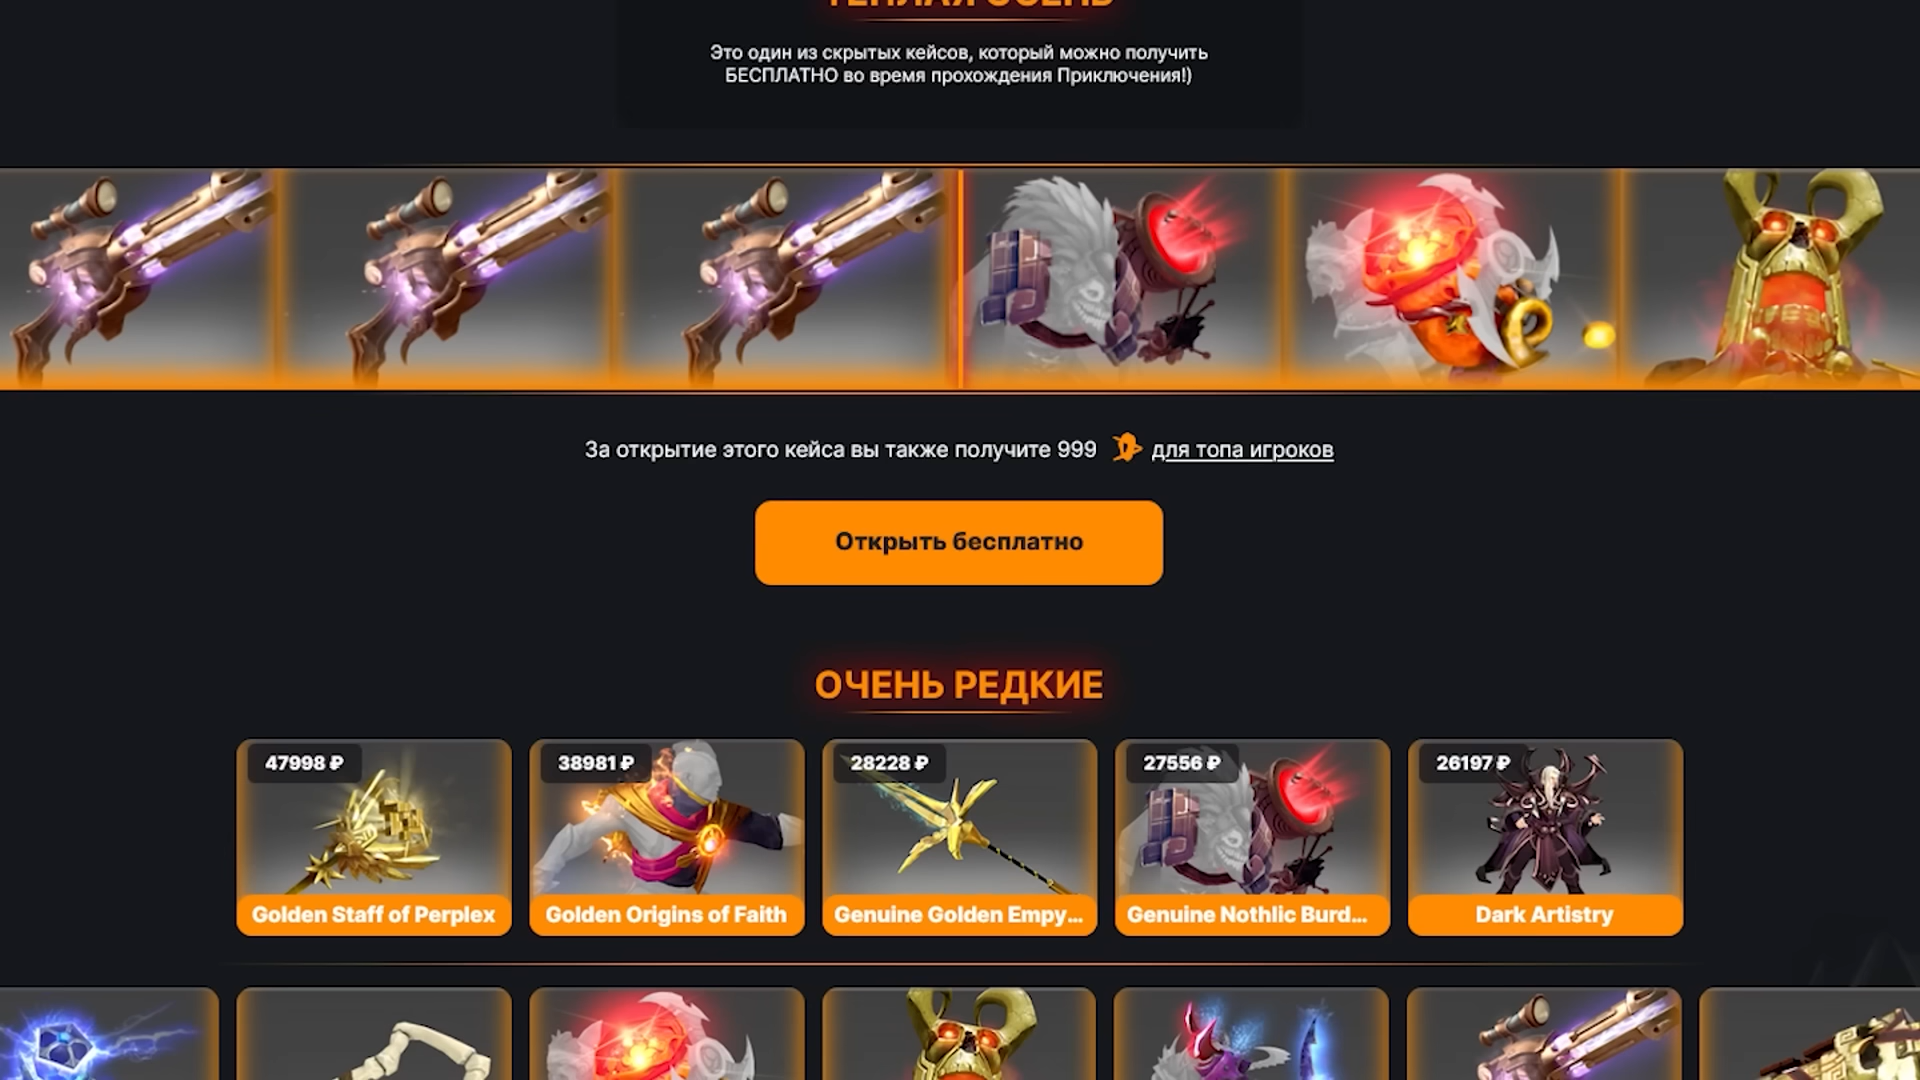 ТЕПЛАЯ ОСЕНЬ
Это один из скрытых кейсов, который можно получить
БЕСПЛАТНО во время прохождения Приключения!)
За открытие этого кейса вы также получите 999 для топа игроков
Открыть бесплатно
ОЧЕНЬ РЕДКИЕ
47998 ₽
38981 ₽
28228 ₽
27556 ₽
26197 ₽
Golden Staff of Perplex
Golden Origins of Faith
Genuine Golden Empy...
Genuine Nothlic Burd...
Dark Artistry